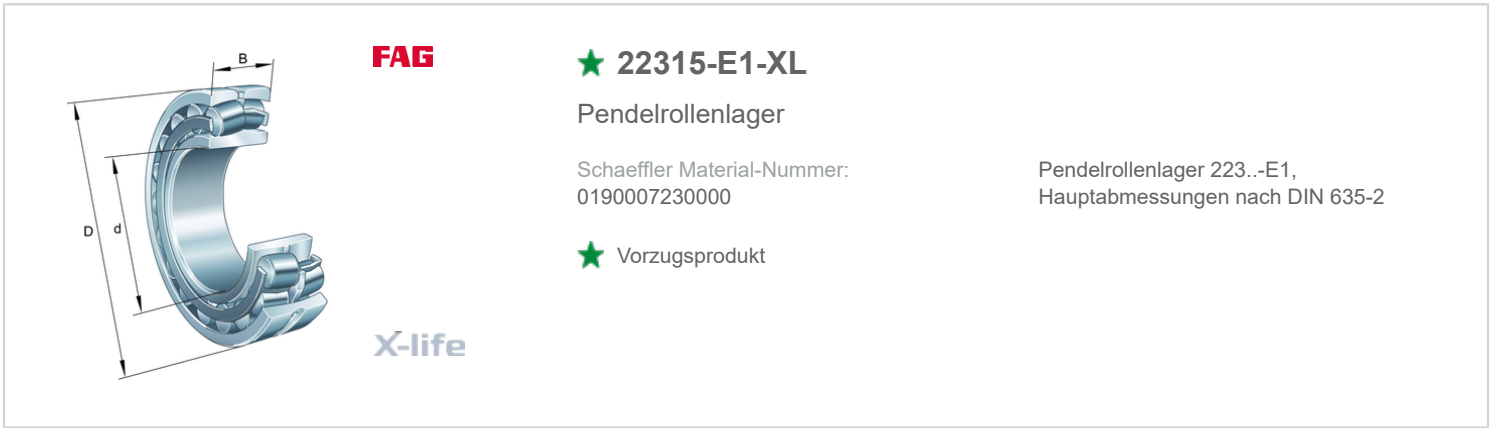 B
D
d
FAG
X-life
22315-E1-XL
Pendelrollenlager
Schaeffler Material-Nummer:
0190007230000
Vorzugsprodukt
Pendelrollenlager 223..-E1,
Hauptabmessungen nach DIN 635-2